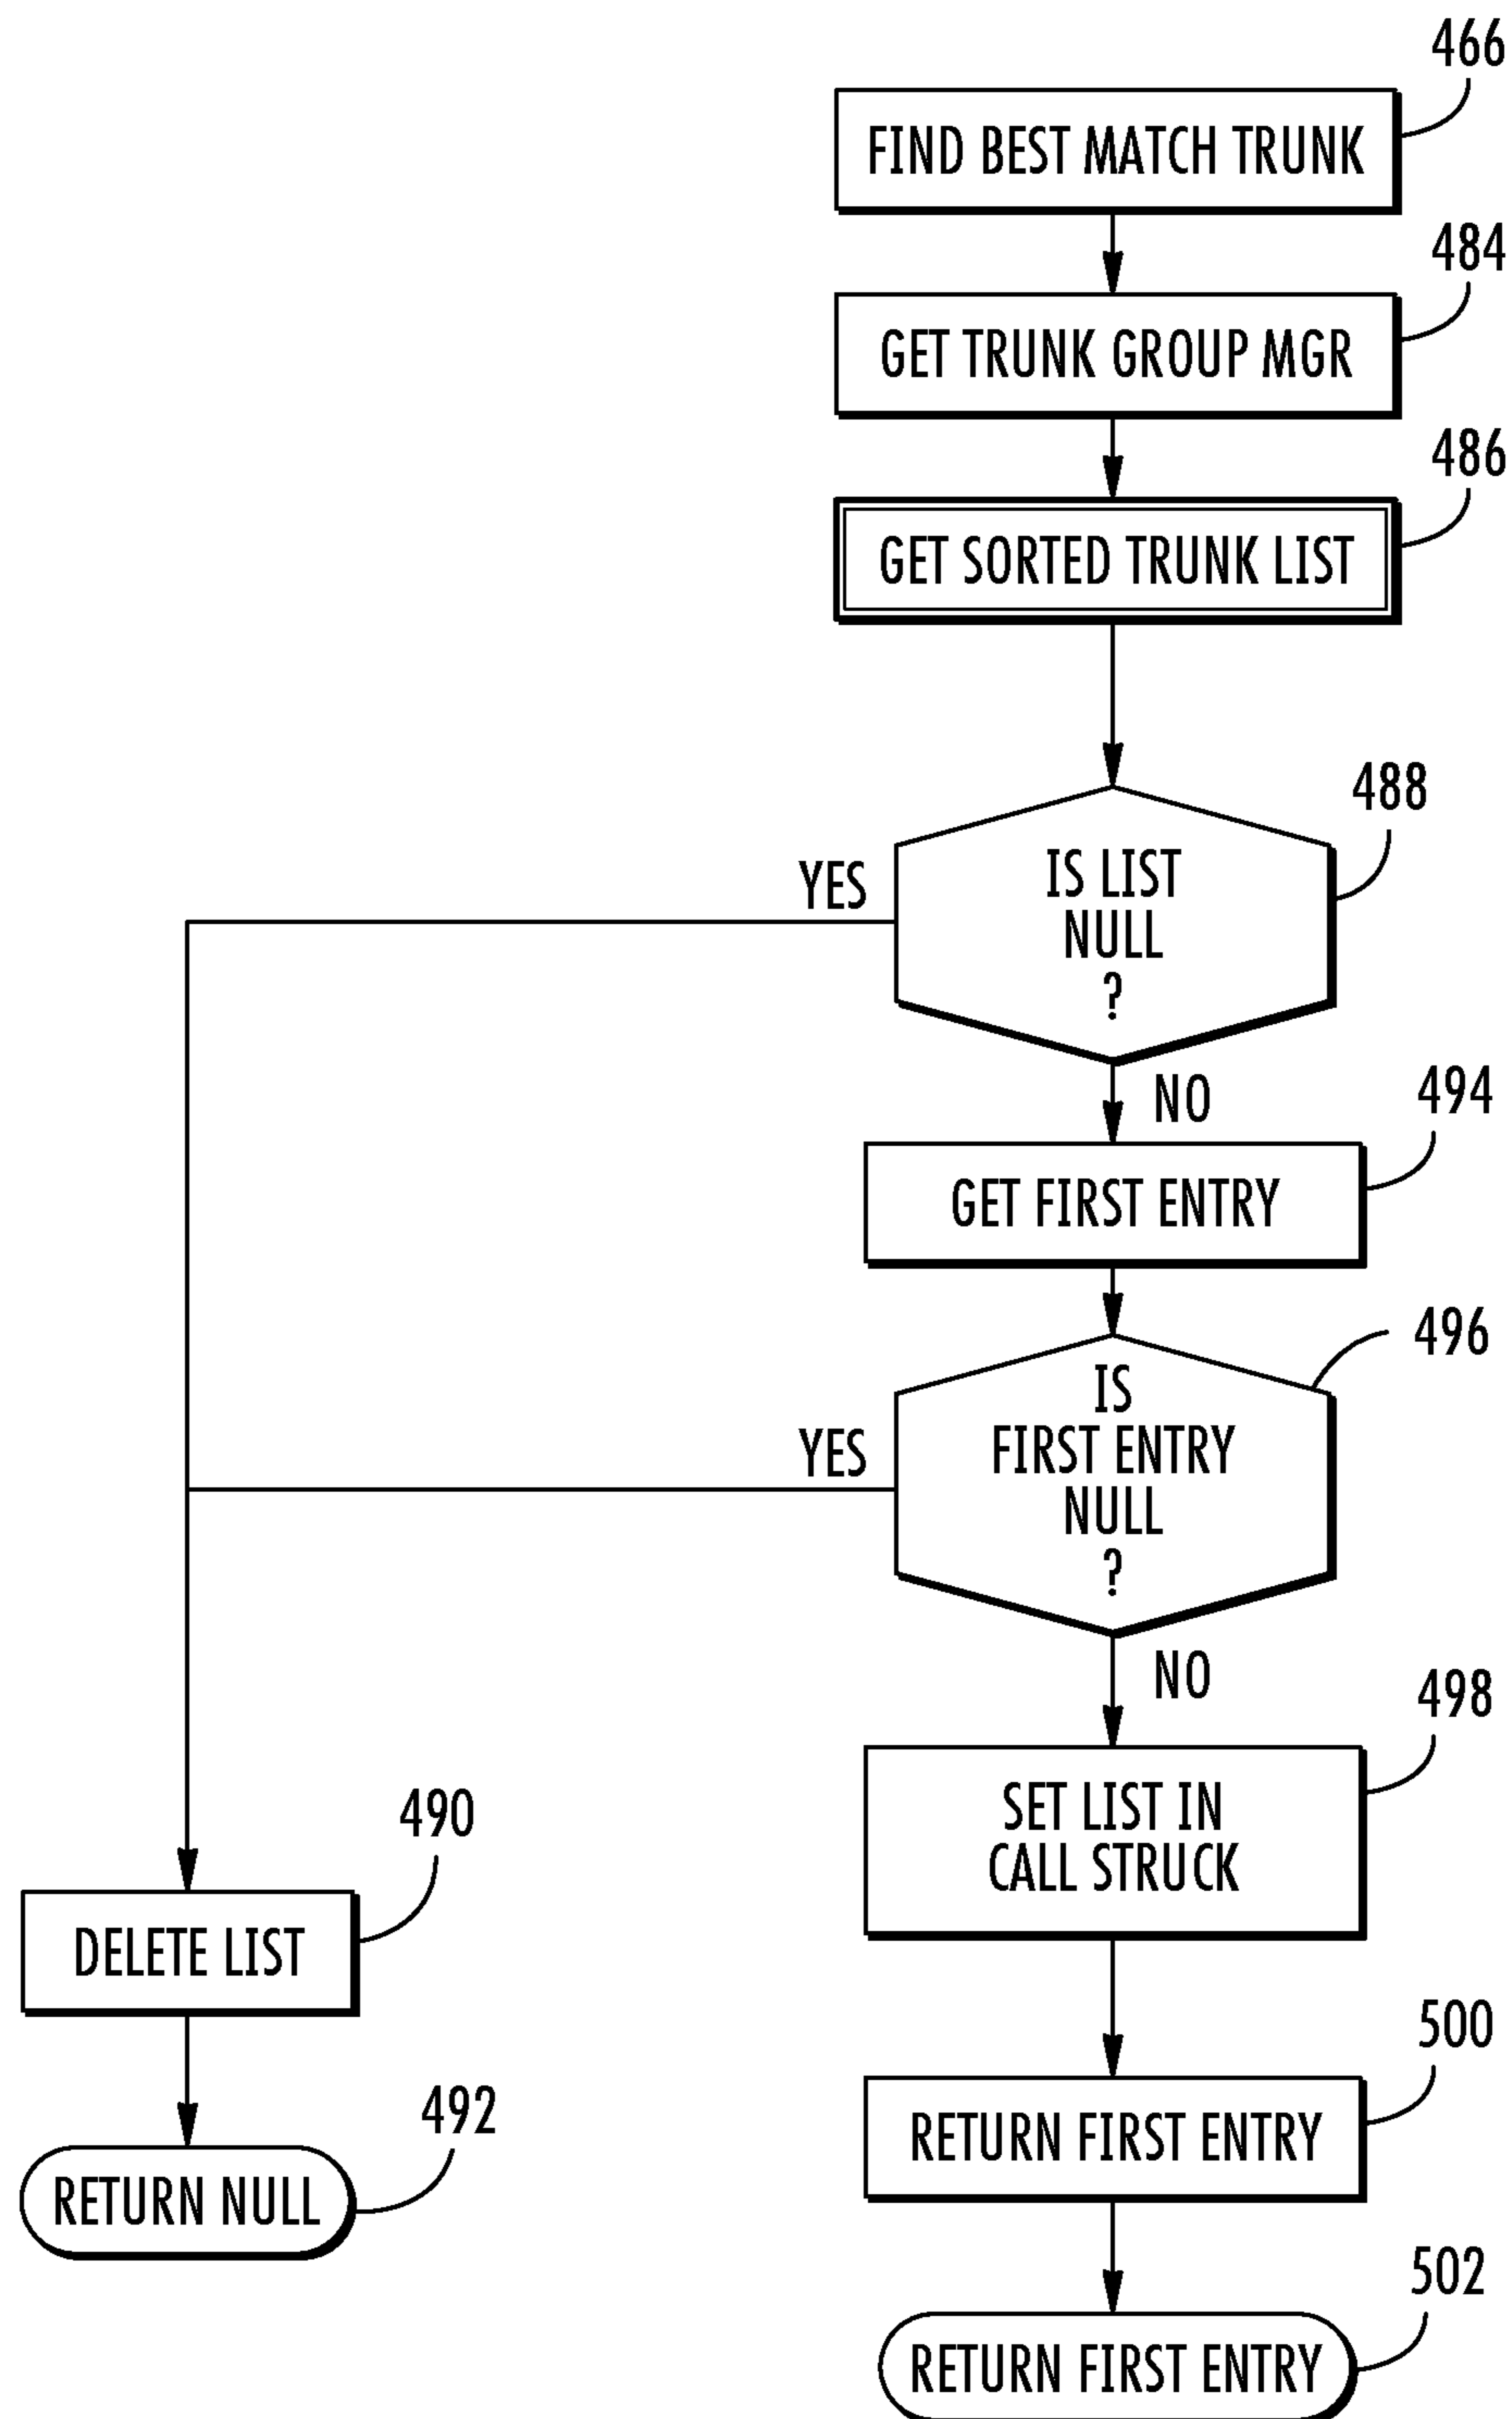 466
FIND BEST MATCH TRUNK
484
GET TRUNK GROUP MGR
486
GET SORTED TRUNK LIST
488
YES
IS LIST
NULL
?
NO
494
GET FIRST ENTRY
496
YES
IS
FIRST ENTRY
NULL
?
NO
498
SET LIST IN
CALL STRUCK
490
DELETE LIST
500
RETURN FIRST ENTRY
492
RETURN NULL
502
RETURN FIRST ENTRY